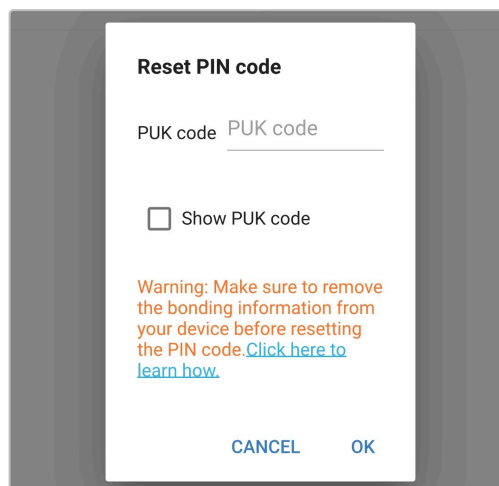 Reset PIN code
PUK code PUK code
Show PUK code
Warning: Make sure to remove
the bonding information from
your device before resetting
the PIN code.Click here to
learn how.
CANCEL OK